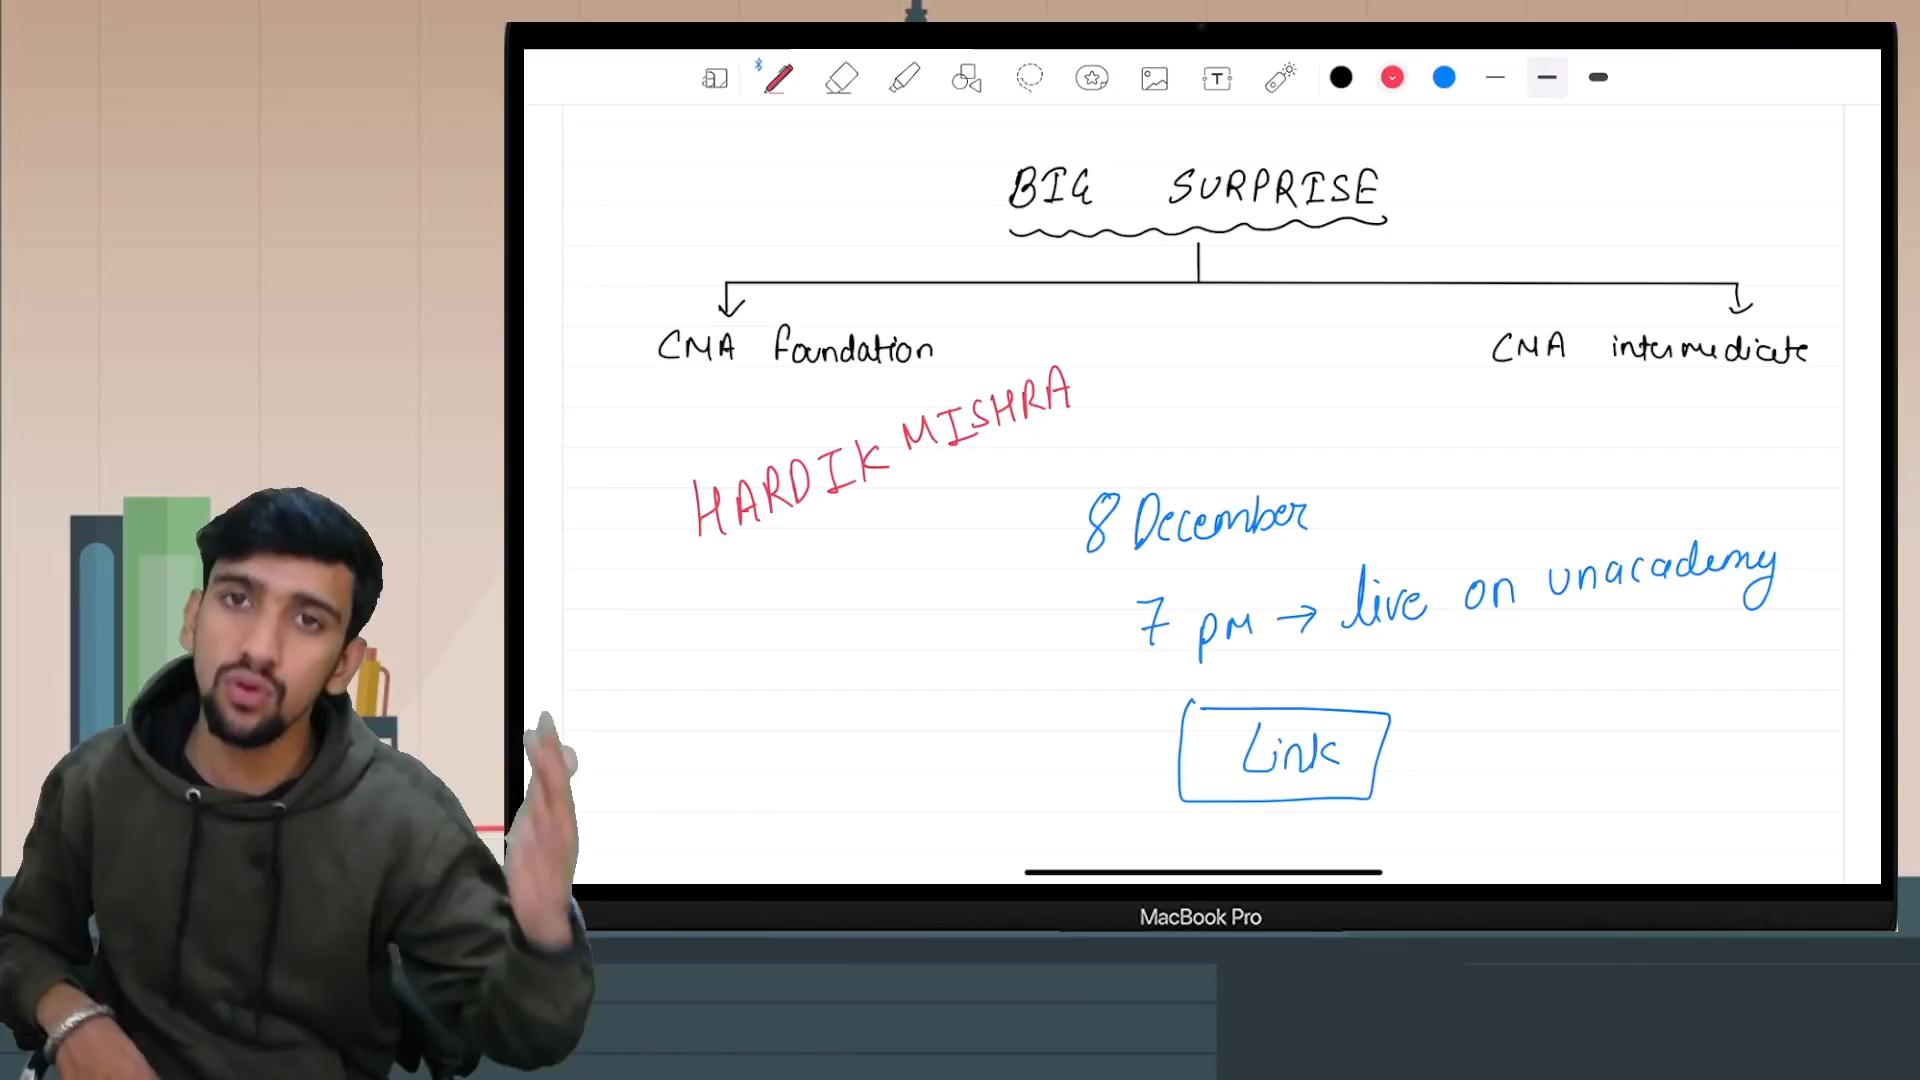 BIG SURPRISE
CMA foundation
CMA intermediate
HARDIK MISHRA
8 December
7 pm → live on unacademy
Link
MacBook Pro